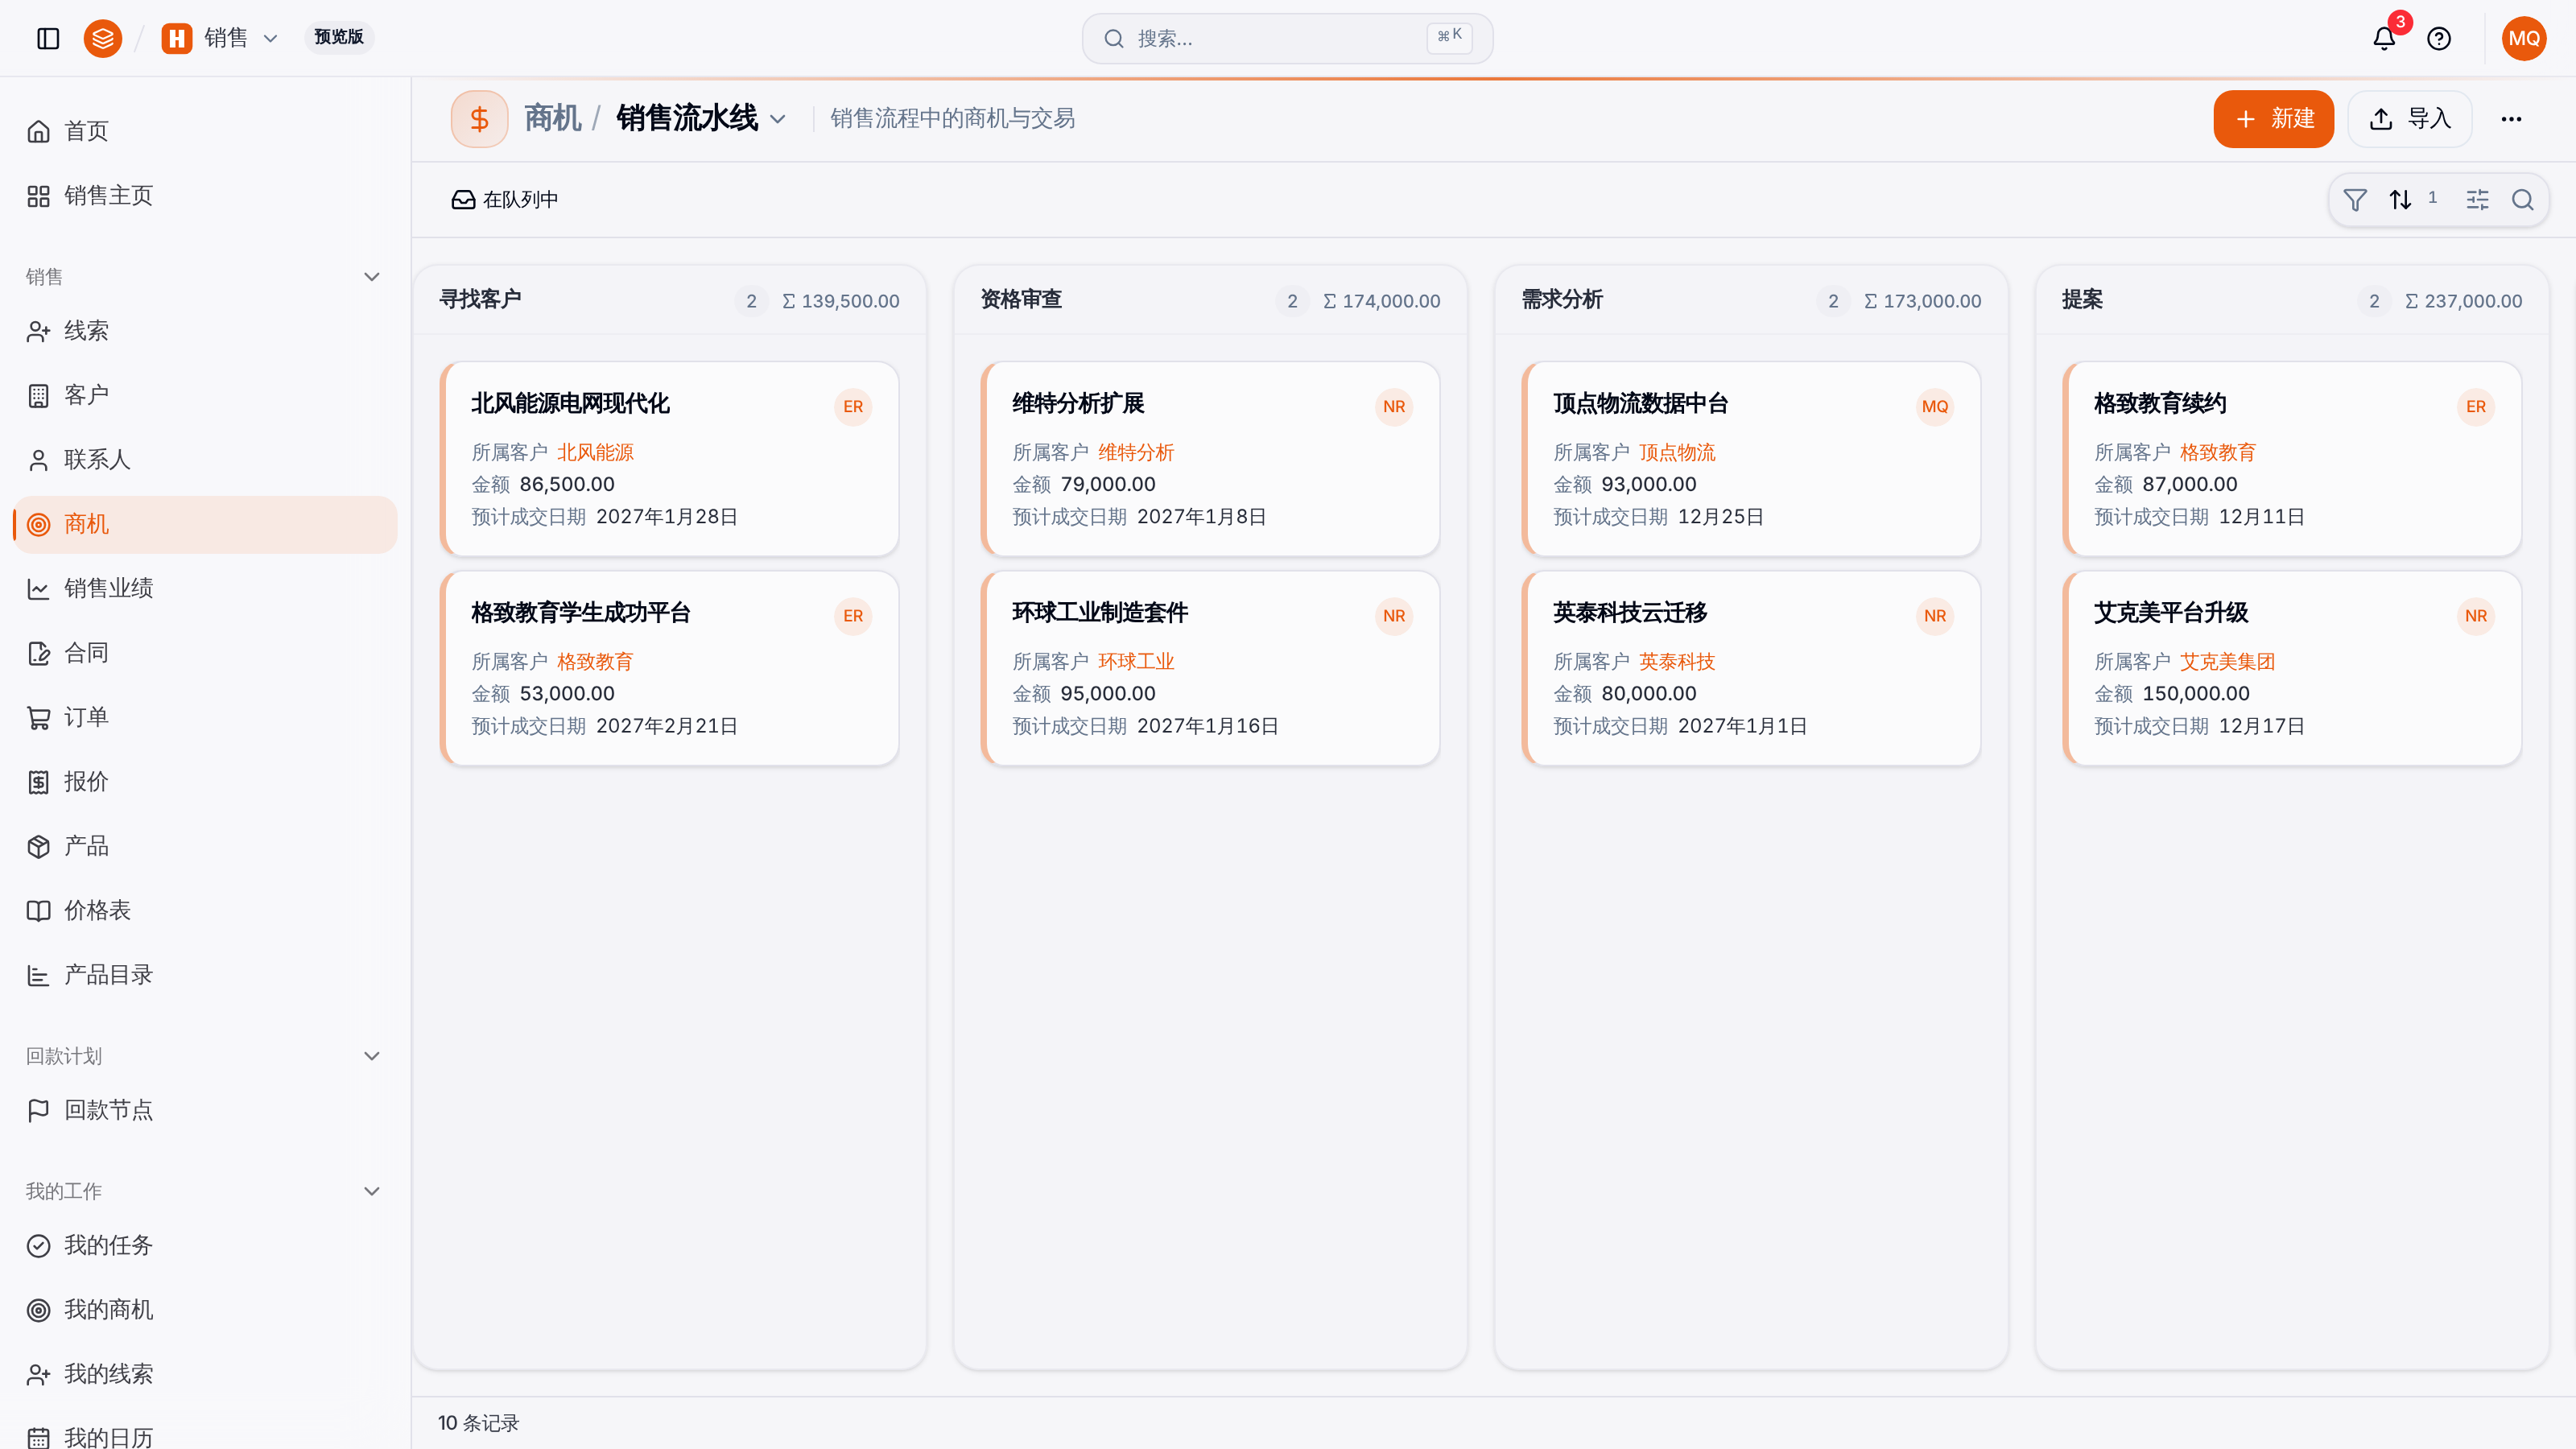 销售
预览版
搜索...
⌘K
3
MQ
首页
销售主页
销售
线索
客户
联系人
商机
销售业绩
合同
订单
报价
产品
价格表
产品目录
回款计划
回款节点
我的工作
我的任务
我的商机
我的线索
我的日历
商机 / 销售流水线
销售流程中的商机与交易
新建
导入
在队列中
1
寻找客户 2 Σ 139,500.00
北风能源电网现代化 ER
所属客户 北风能源
金额 86,500.00
预计成交日期 2027年1月28日
格致教育学生成功平台 ER
所属客户 格致教育
金额 53,000.00
预计成交日期 2027年2月21日
资格审查 2 Σ 174,000.00
维特分析扩展 NR
所属客户 维特分析
金额 79,000.00
预计成交日期 2027年1月8日
环球工业制造套件 NR
所属客户 环球工业
金额 95,000.00
预计成交日期 2027年1月16日
需求分析 2 Σ 173,000.00
顶点物流数据中台 MQ
所属客户 顶点物流
金额 93,000.00
预计成交日期 12月25日
英泰科技云迁移 NR
所属客户 英泰科技
金额 80,000.00
预计成交日期 2027年1月1日
提案 2 Σ 237,000.00
格致教育续约 ER
所属客户 格致教育
金额 87,000.00
预计成交日期 12月11日
艾克美平台升级 NR
所属客户 艾克美集团
金额 150,000.00
预计成交日期 12月17日
10 条记录